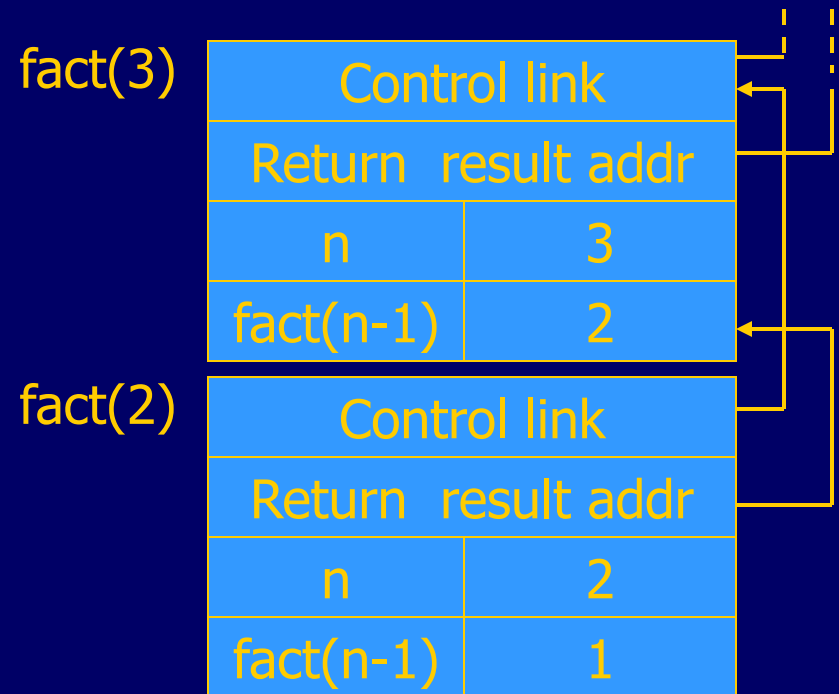 fact(3)
Control link
Return result addr
n 3
fact(n-1) 2
fact(2)
Control link
Return result addr
n 2
fact(n-1) 1